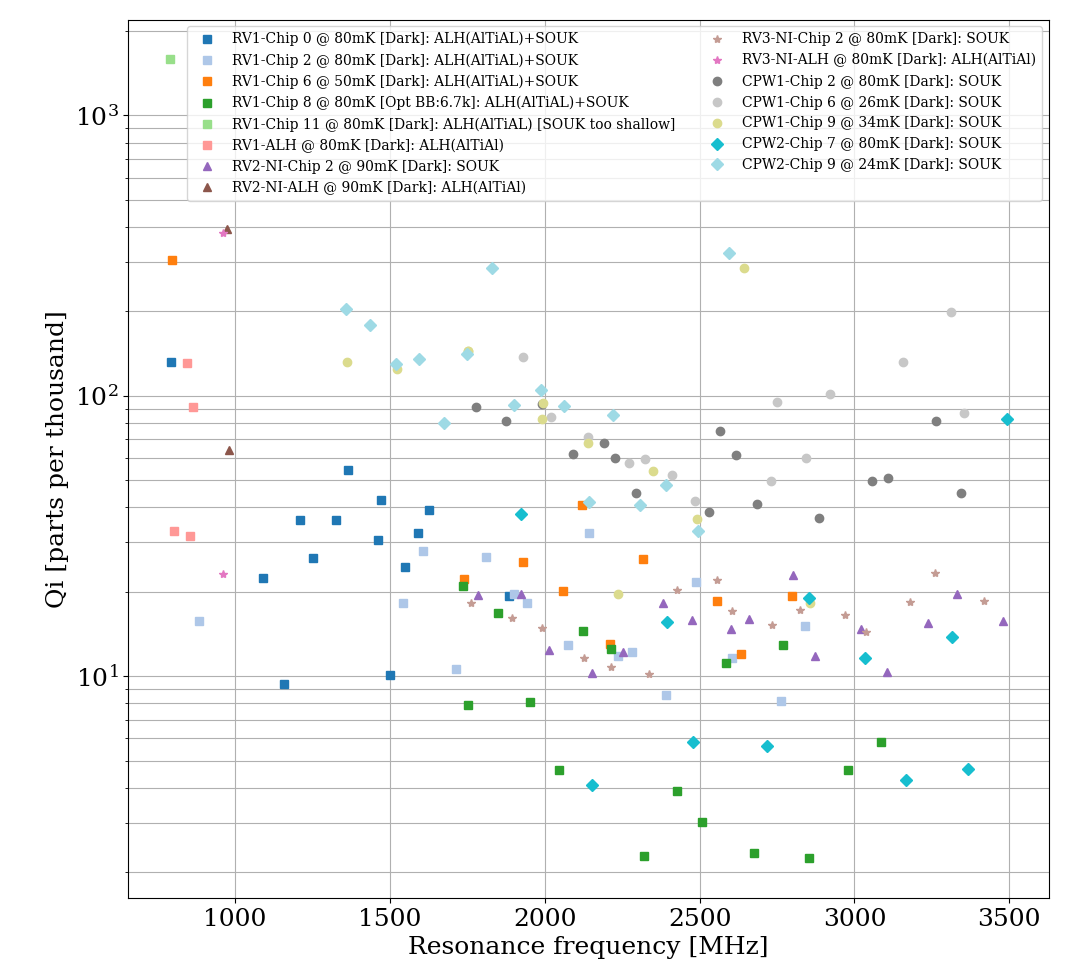 RV1-Chip 0 @ 80mK [Dark]: ALH(AlTiAL)+SOUK
RV1-Chip 2 @ 80mK [Dark]: ALH(AlTiAL)+SOUK
RV1-Chip 6 @ 50mK [Dark]: ALH(AlTiAL)+SOUK
RV1-Chip 8 @ 80mK [Opt BB:6.7k]: ALH(AlTiAL)+SOUK
RV1-Chip 11 @ 80mK [Dark]: ALH(AlTiAL) [SOUK too shallow]
RV1-ALH @ 80mK [Dark]: ALH(AlTiAl)
RV2-NI-Chip 2 @ 90mK [Dark]: SOUK
RV2-NI-ALH @ 90mK [Dark]: ALH(AlTiAl)
RV3-NI-Chip 2 @ 80mK [Dark]: SOUK
RV3-NI-ALH @ 80mK [Dark]: ALH(AlTiAl)
CPW1-Chip 2 @ 80mK [Dark]: SOUK
CPW1-Chip 6 @ 26mK [Dark]: SOUK
CPW1-Chip 9 @ 34mK [Dark]: SOUK
CPW2-Chip 7 @ 80mK [Dark]: SOUK
CPW2-Chip 9 @ 24mK [Dark]: SOUK
10³
10²
10¹
Qi [parts per thousand]
1000 1500 2000 2500 3000 3500
Resonance frequency [MHz]